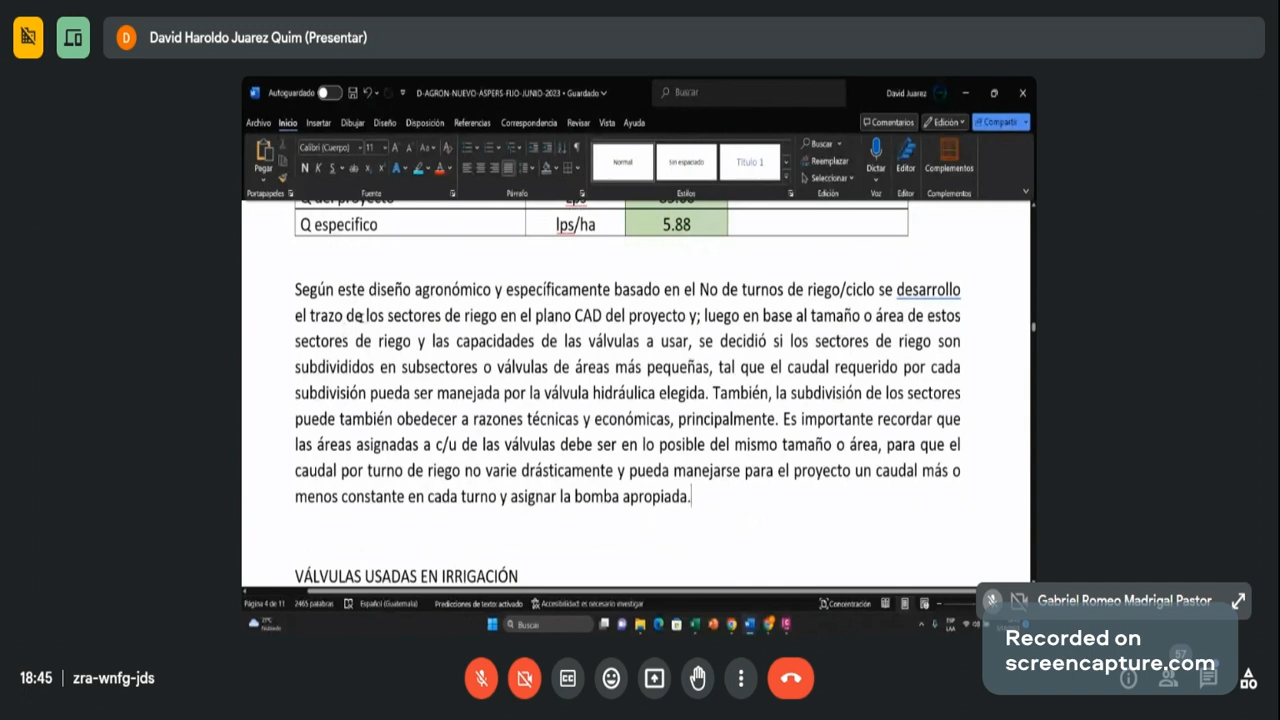 David Haroldo Juarez Quim (Presentar)
Autoguardado
D-AGRON-NUEVO-ASPERS-FIJO-JUNIO-2023 • Guardado
Buscar
David Juarez
Archivo Inicio Insertar Dibujar Diseño Disposición Referencias Correspondencia Revisar Vista Ayuda
Comentarios Edición Compartir
Calibri (Cuerpo) 11
Pegar
N K S
Normal Sin espaciado Título 1
Buscar
Reemplazar
Seleccionar
Dictar Editor Complementos
Portapapeles Fuente Párrafo Estilos Edición Voz Editor Complementos
Q del proyecto
Q especifico lps/ha 5.88
Según este diseño agronómico y específicamente basado en el No de turnos de riego/ciclo se desarrollo
el trazo de los sectores de riego en el plano CAD del proyecto y; luego en base al tamaño o área de estos
sectores de riego y las capacidades de las válvulas a usar, se decidió si los sectores de riego son
subdivididos en subsectores o válvulas de áreas más pequeñas, tal que el caudal requerido por cada
subdivisión pueda ser manejada por la válvula hidráulica elegida. También, la subdivisión de los sectores
puede también obedecer a razones técnicas y económicas, principalmente. Es importante recordar que
las áreas asignadas a c/u de las válvulas debe ser en lo posible del mismo tamaño o área, para que el
caudal por turno de riego no varie drásticamente y pueda manejarse para el proyecto un caudal más o
menos constante en cada turno y asignar la bomba apropiada.
VÁLVULAS USADAS EN IRRIGACIÓN
Página 4 de 11 2465 palabras Español (Guatemala) Predicciones de texto: activado Accesibilidad: es necesario investigar
Concentración
Buscar
ESP
Gabriel Romeo Madrigal Pastor
Recorded on
screencapture.com
57
18:45 zra-wnfg-jds